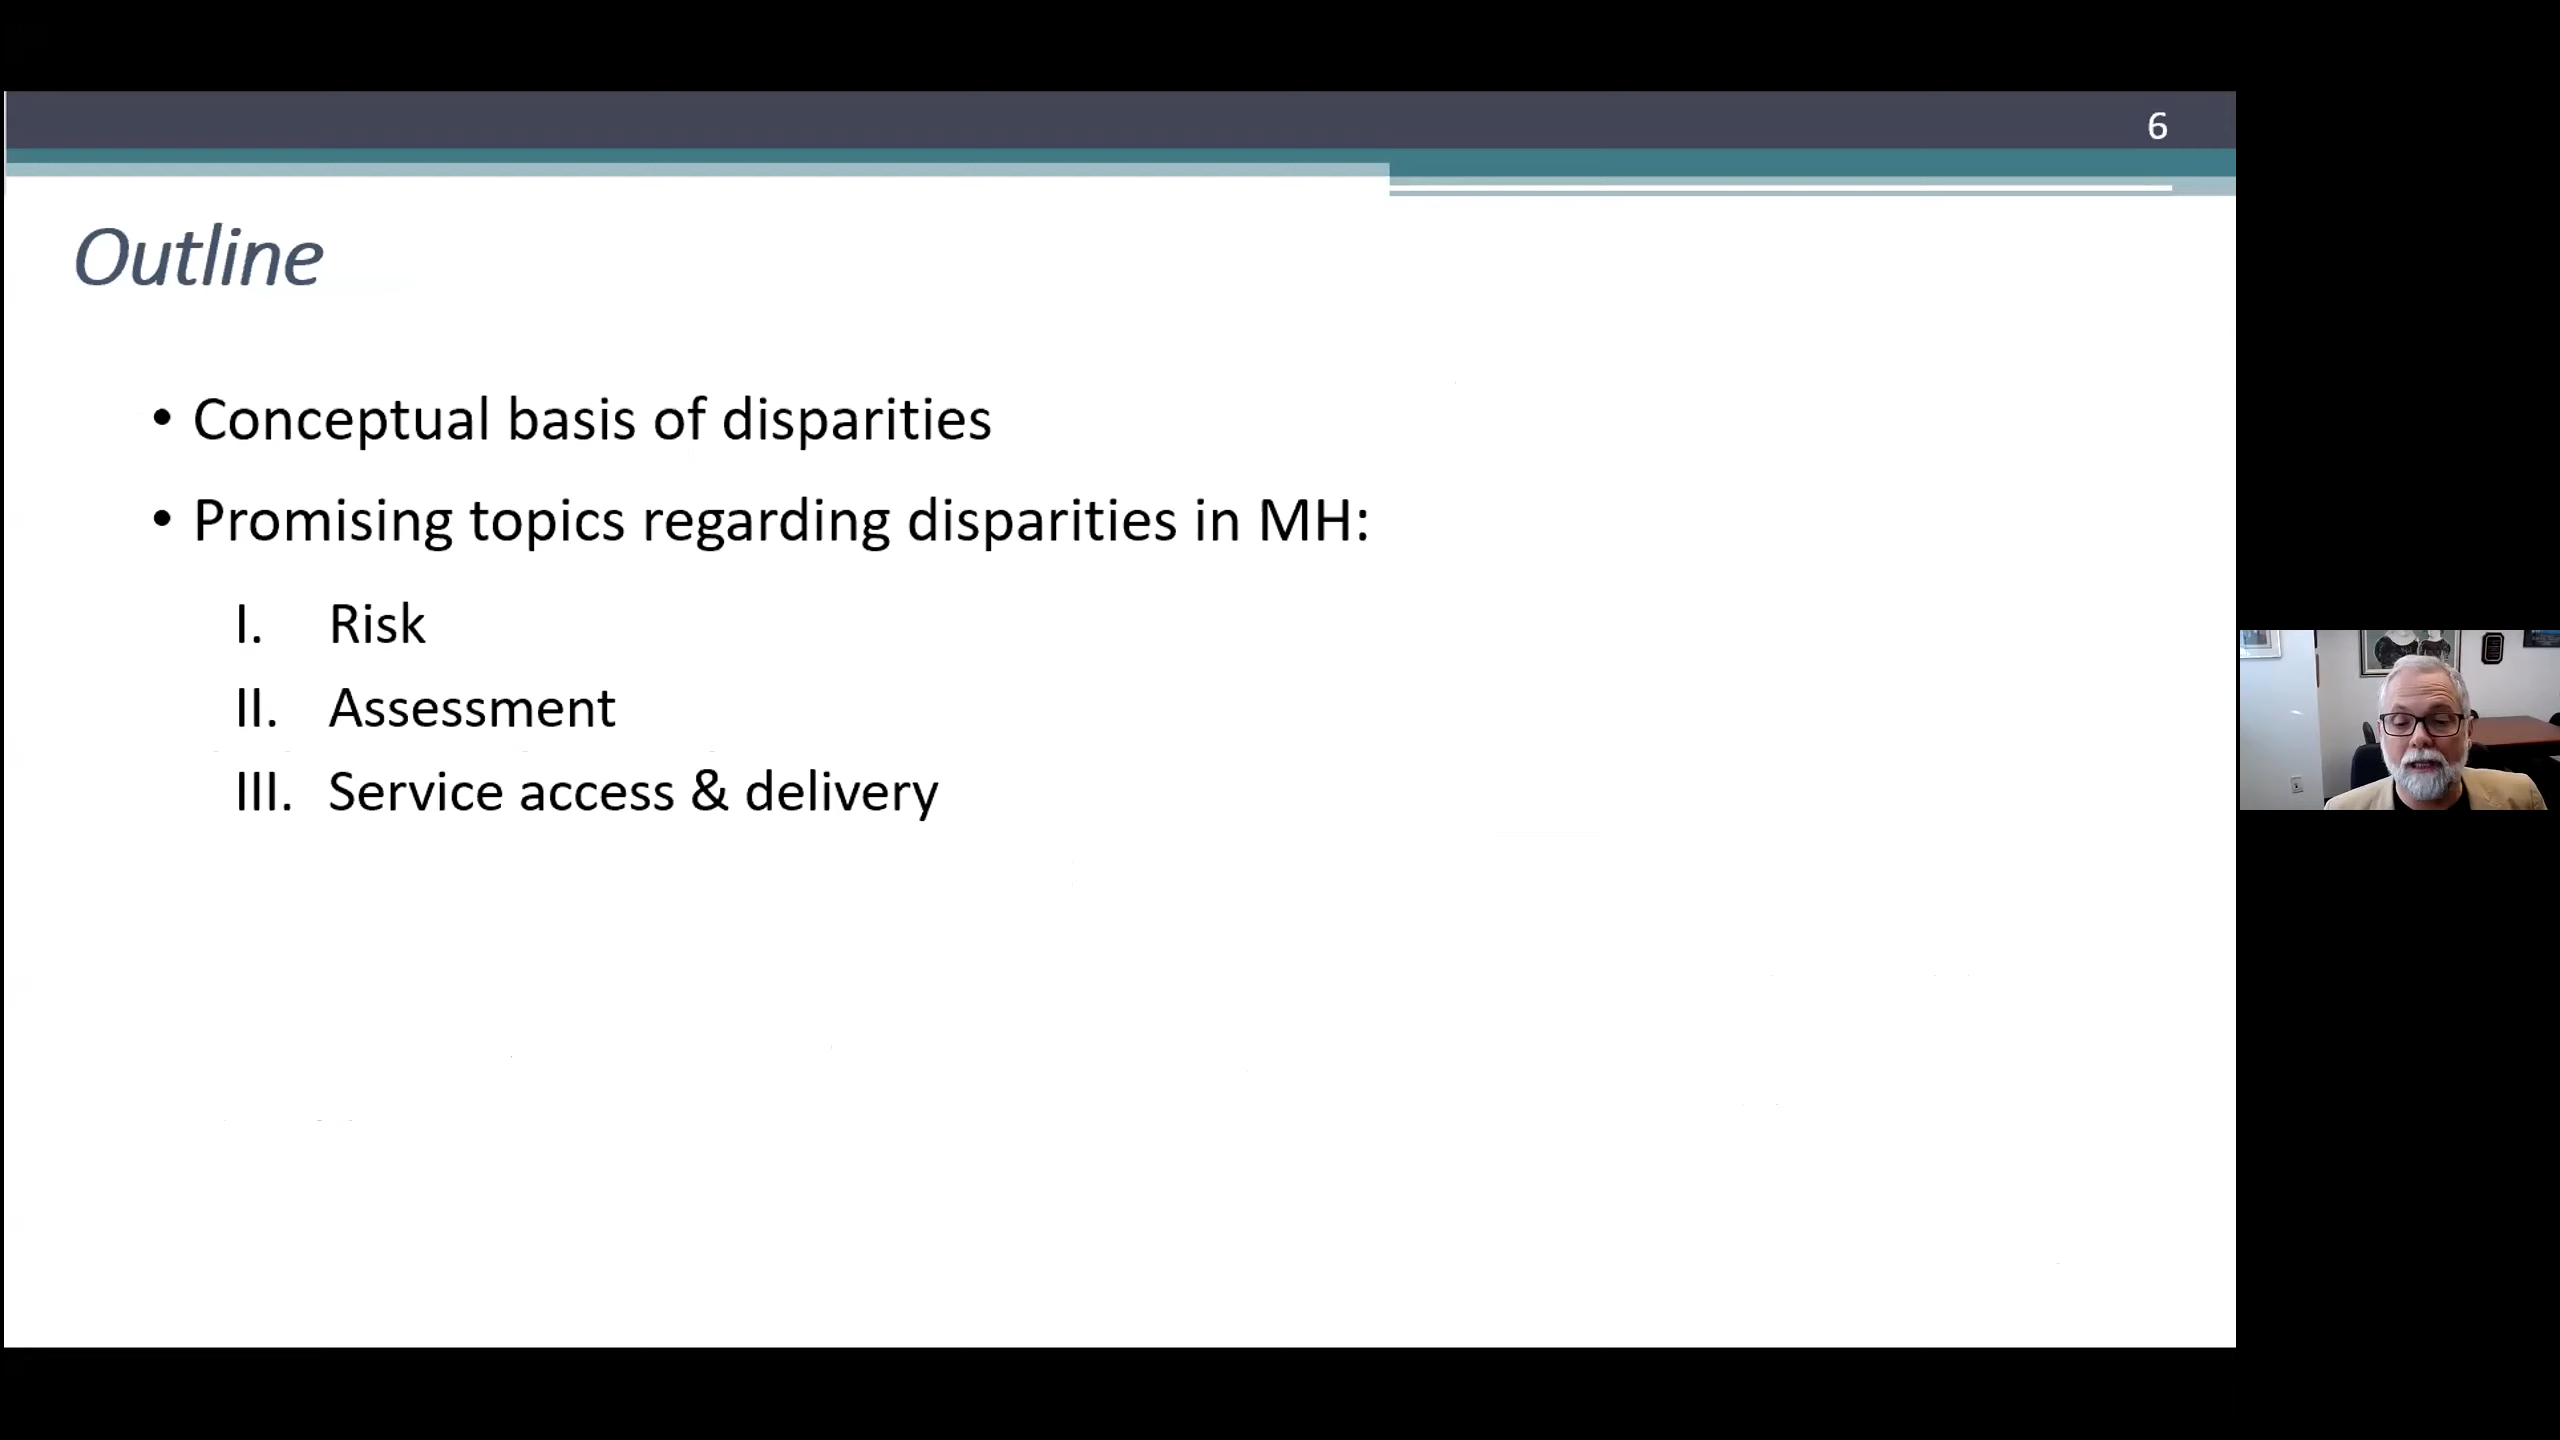 6
Outline
• Conceptual basis of disparities
• Promising topics regarding disparities in MH:
I. Risk
II. Assessment
III. Service access & delivery